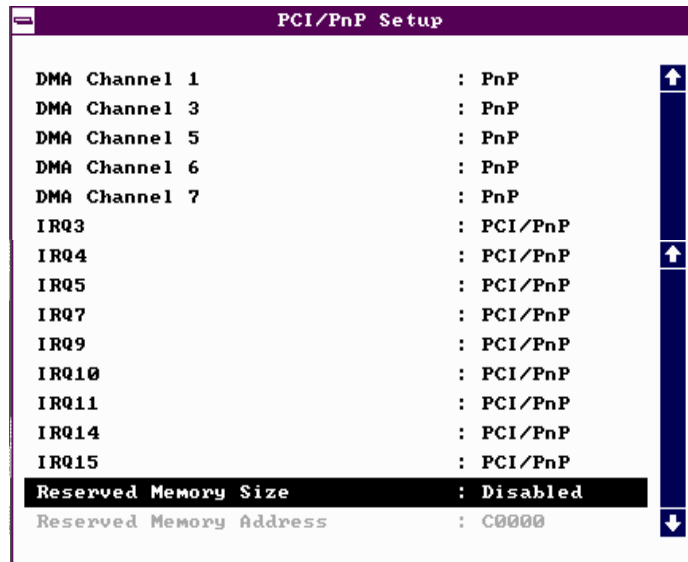 PCI/PnP Setup
DMA Channel 1 : PnP
DMA Channel 3 : PnP
DMA Channel 5 : PnP
DMA Channel 6 : PnP
DMA Channel 7 : PnP
IRQ3 : PCI/PnP
IRQ4 : PCI/PnP
IRQ5 : PCI/PnP
IRQ7 : PCI/PnP
IRQ9 : PCI/PnP
IRQ10 : PCI/PnP
IRQ11 : PCI/PnP
IRQ14 : PCI/PnP
IRQ15 : PCI/PnP
Reserved Memory Size : Disabled
Reserved Memory Address : C0000